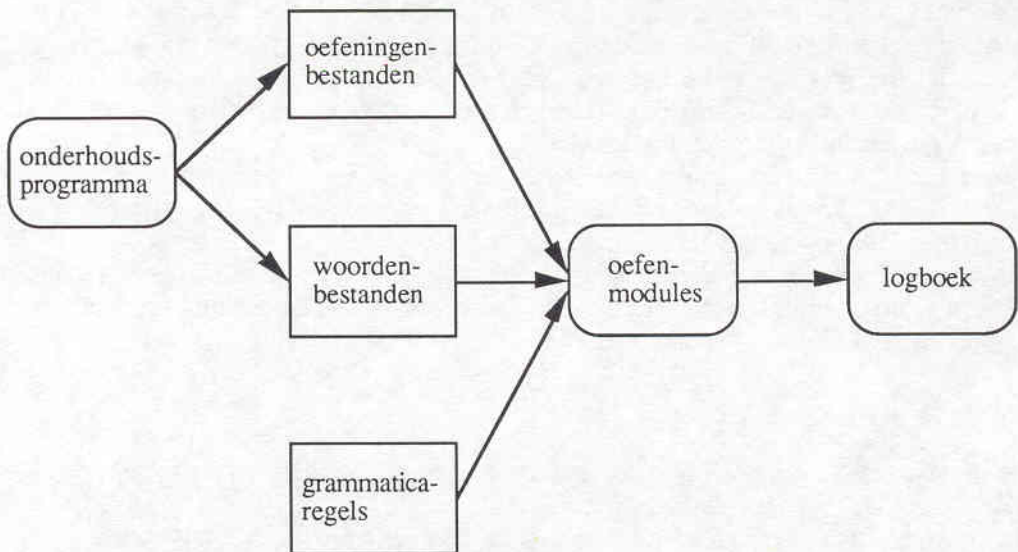 oefeningen-
bestanden
onderhouds-
programma
woorden-
bestanden
oefen-
modules
logboek
grammatica-
regels